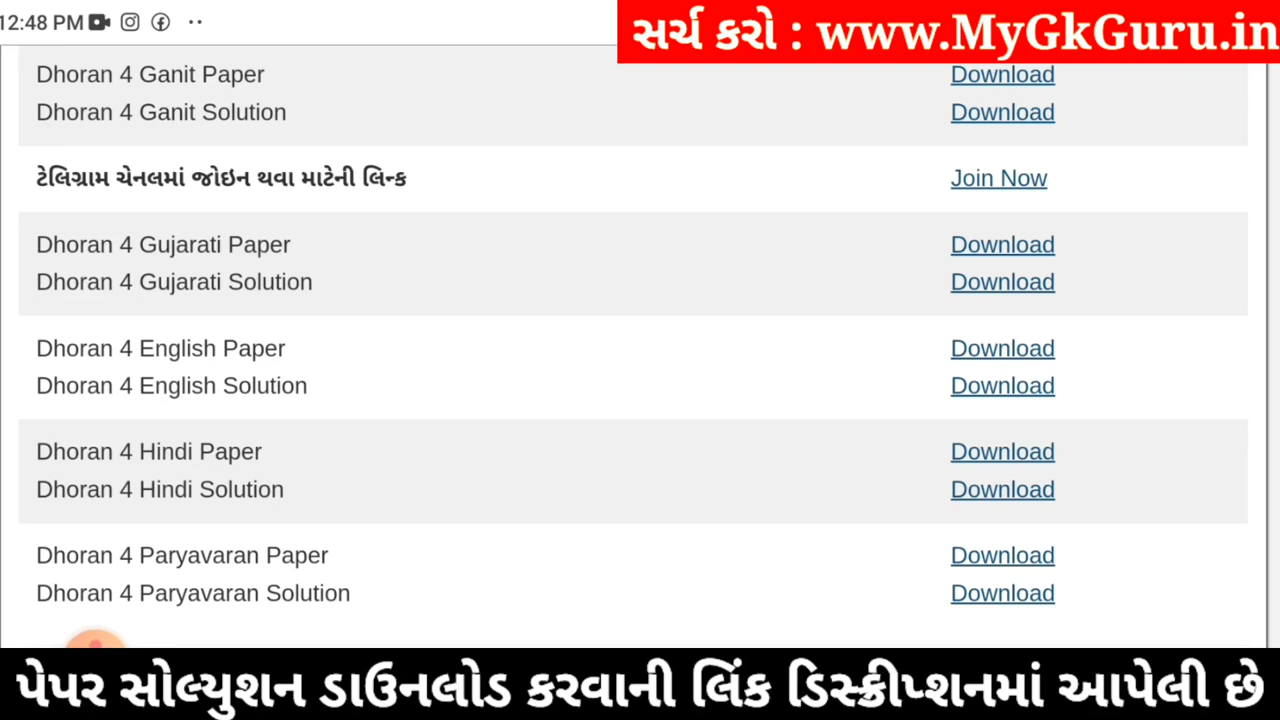 12:48 PM
સર્ચ કરો : www.MyGkGuru.in
Dhoran 4 Ganit Paper Download
Dhoran 4 Ganit Solution Download
ટેલિગ્રામ ચેનલમાં જોઇન થવા માટેની લિન્ક Join Now
Dhoran 4 Gujarati Paper Download
Dhoran 4 Gujarati Solution Download
Dhoran 4 English Paper Download
Dhoran 4 English Solution Download
Dhoran 4 Hindi Paper Download
Dhoran 4 Hindi Solution Download
Dhoran 4 Paryavaran Paper Download
Dhoran 4 Paryavaran Solution Download
પેપર સોલ્યુશન ડાઉનલોડ કરવાની લિંક ડિસ્ક્રીપ્શનમાં આપેલી છે